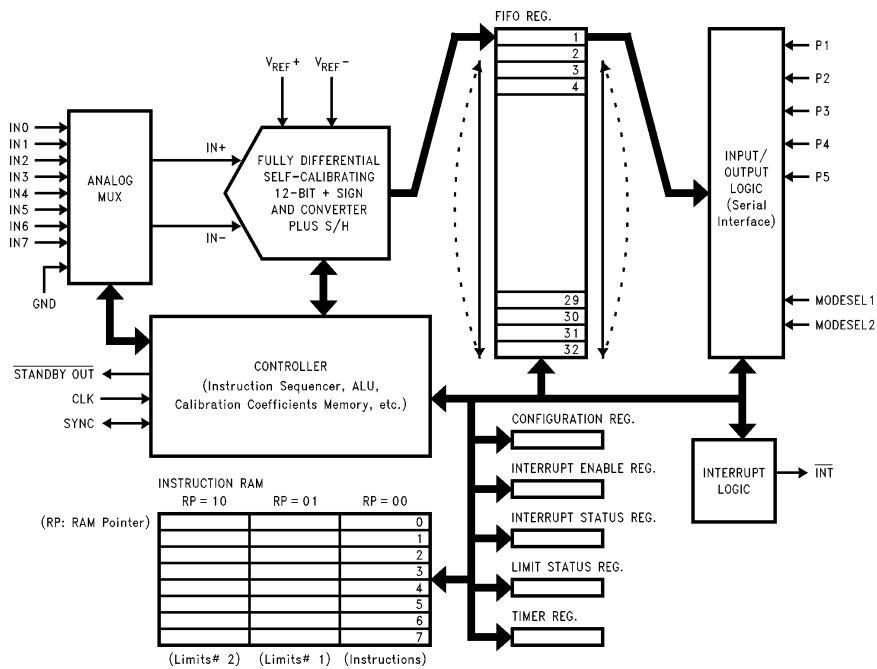 FIFO REG.
1
2
3
4
29
30
31
32
V_REF+ V_REF-
IN0
IN1
IN2
IN3
IN4
IN5
IN6
IN7
GND
ANALOG
MUX
IN+
IN-
FULLY DIFFERENTIAL
SELF-CALIBRATING
12-BIT + SIGN
AND CONVERTER
PLUS S/H
INPUT/
OUTPUT
LOGIC
(Serial
Interface)
P1
P2
P3
P4
P5
MODESEL1
MODESEL2
STANDBY OUT
CLK
SYNC
CONTROLLER
(Instruction Sequencer, ALU,
Calibration Coefficients Memory, etc.)
CONFIGURATION REG.
INTERRUPT ENABLE REG.
INTERRUPT STATUS REG.
LIMIT STATUS REG.
TIMER REG.
INTERRUPT
LOGIC
INT
INSTRUCTION RAM
RP = 10 RP = 01 RP = 00
(RP: RAM Pointer)
0
1
2
3
4
5
6
7
(Limits# 2) (Limits# 1) (Instructions)